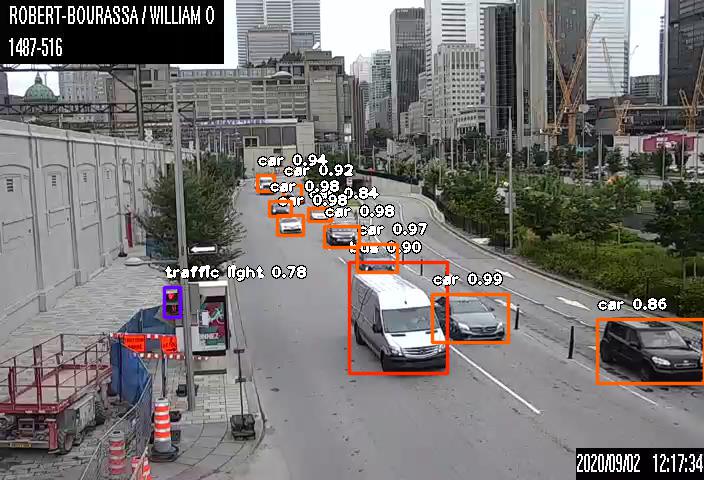 ROBERT-BOURASSA / WILLIAM O
1487-516
car 0.94
car 0.92
car 0.98
0.84
car 0.98
car 0.98
car 0.97
bus 0.90
traffic light 0.78
car 0.99
car 0.86
2020/09/02 12:17:34